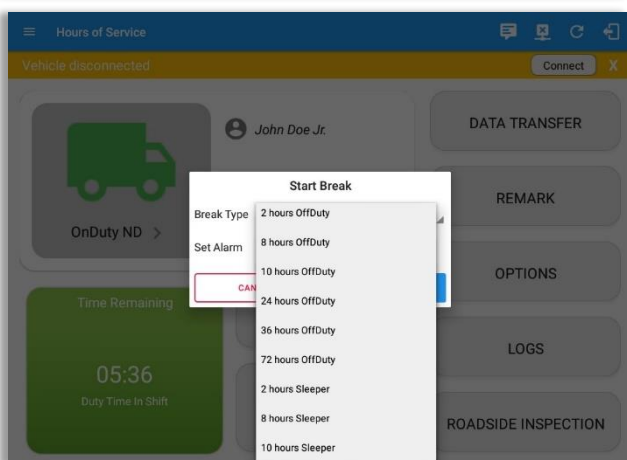 Hours of Service
Vehicle disconnected
Connect
X
John Doe Jr.
OnDuty ND >
Time Remaining
05:36
Duty Time In Shift
Start Break
Break Type
Set Alarm
CAN
2 hours OffDuty
8 hours OffDuty
10 hours OffDuty
24 hours OffDuty
36 hours OffDuty
72 hours OffDuty
2 hours Sleeper
8 hours Sleeper
10 hours Sleeper
DATA TRANSFER
REMARK
OPTIONS
LOGS
ROADSIDE INSPECTION